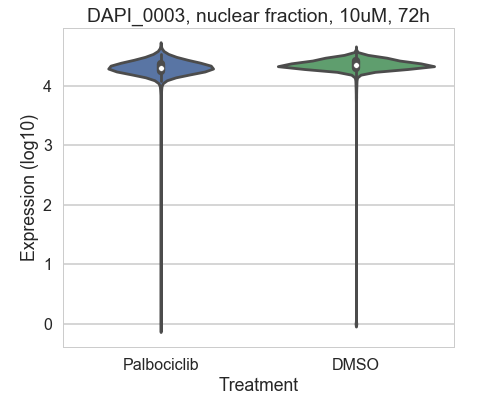 DAPI_0003, nuclear fraction, 10uM, 72h
Expression (log10)
4
3
2
1
0
Palbociclib DMSO
Treatment